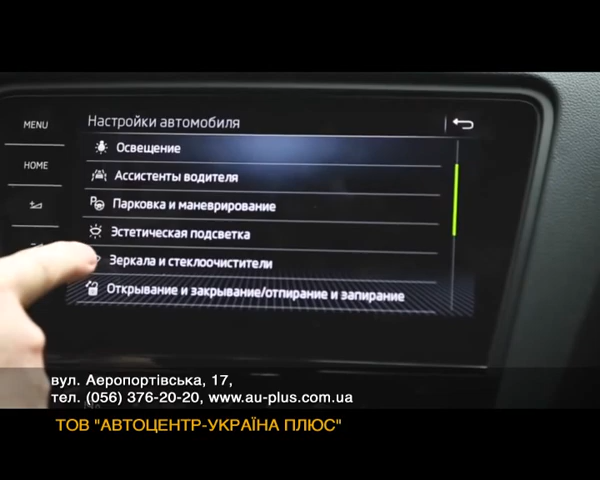 Настройки автомобиля
MENU
Освещение
HOME
Ассистенты водителя
Парковка и маневрирование
Эстетическая подсветка
Зеркала и стеклоочистители
Открывание и закрывание/отпирание и запирание
вул. Аеропортівська, 17,
тел. (056) 376-20-20, www.au-plus.com.ua
ТОВ "АВТОЦЕНТР-УКРАЇНА ПЛЮС"